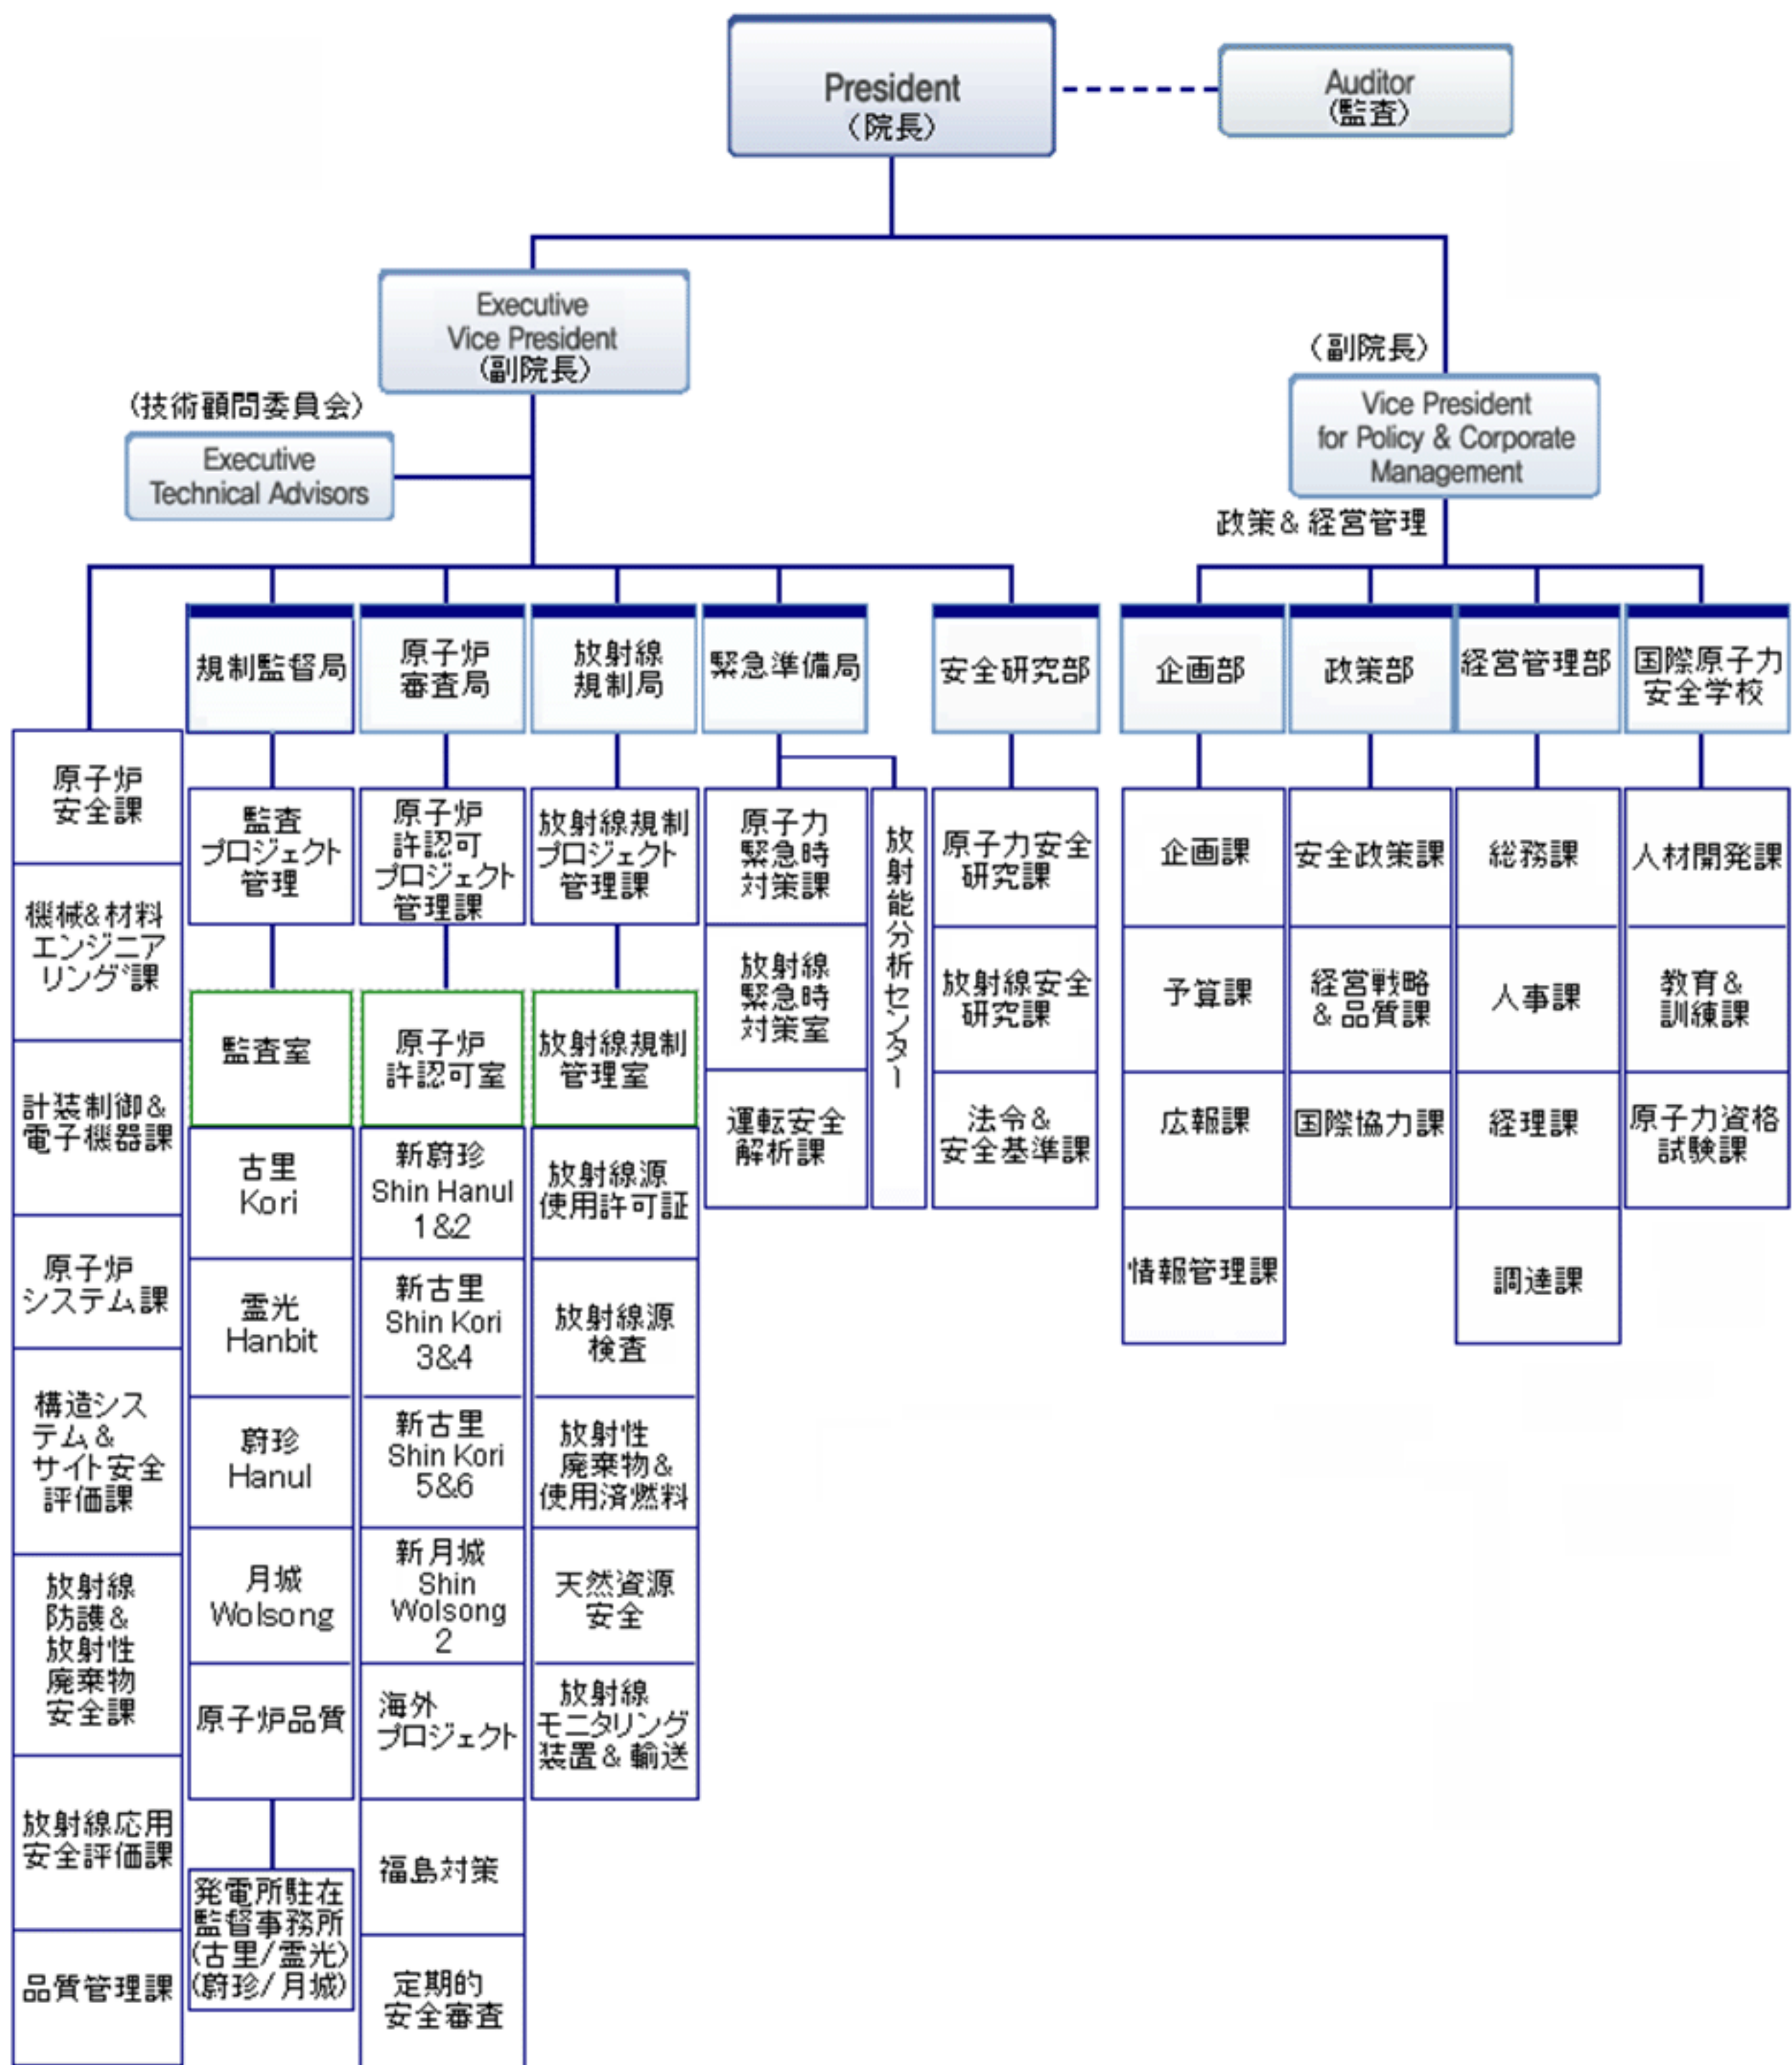 President
（院長）
Auditor
（監査）
Executive
Vice President
（副院長）
（副院長）
Vice President
for Policy & Corporate
Management
政策& 経営管理
（技術顧問委員会）
Executive
Technical Advisors
規制監督局
原子炉
審査局
放射線
規制局
緊急準備局
安全研究部
企画部
政策部
経営管理部
国際原子力
安全学校
原子炉
安全課
機械&材料
エンジニア
リング課
計装制御&
電子機器課
原子炉
システム課
構造シス
テム&
サイト安全
評価課
放射線
防護&
放射性
廃棄物
安全課
放射線応用
安全評価課
品質管理課
監査
プロジェクト
管理
監査室
古里
Kori
霊光
Hanbit
蔚珍
Hanul
月城
Wolsong
原子炉品質
発電所駐在
監督事務所
(古里/霊光)
(蔚珍/月城)
原子炉
許認可
プロジェクト
管理課
原子炉
許認可室
新蔚珍
Shin Hanul
1&2
新古里
Shin Kori
3&4
新古里
Shin Kori
5&6
新月城
Shin
Wolsong
2
海外
プロジェクト
福島対策
定期的
安全審査
放射線規制
プロジェクト
管理課
放射線規制
管理室
放射線源
使用許可証
放射線源
検査
放射性
廃棄物&
使用済燃料
天然資源
安全
放射線
モニタリング
装置& 輸送
原子力
緊急時
対策課
放射線
緊急時
対策室
運転安全
解析課
放射能分析センター
原子力安全
研究課
放射線安全
研究課
法令&
安全基準課
企画課
予算課
広報課
情報管理課
安全政策課
経営戦略
&品質課
国際協力課
総務課
人事課
経理課
調達課
人材開発課
教育&
訓練課
原子力資格
試験課